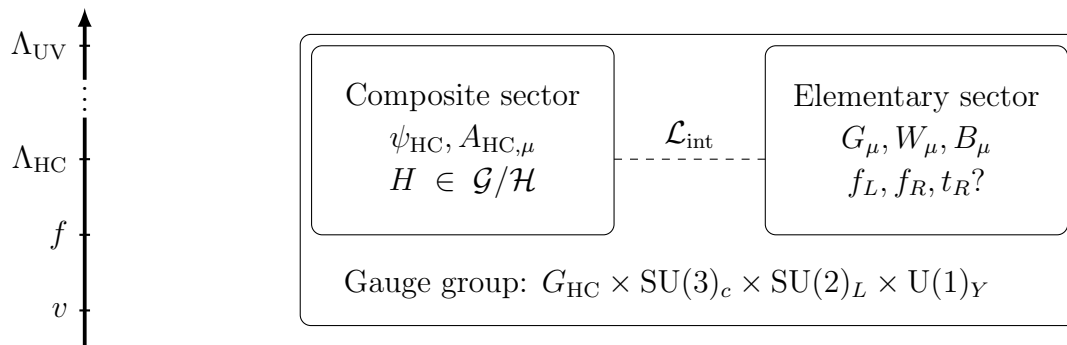 Λ_UV
Λ_HC
f
v
Composite sector
ψ_HC, A_HC,μ
H ∈ 𝒢/ℋ
ℒ_int
Elementary sector
G_μ, W_μ, B_μ
f_L, f_R, t_R?
Gauge group: G_HC × SU(3)_c × SU(2)_L × U(1)_Y